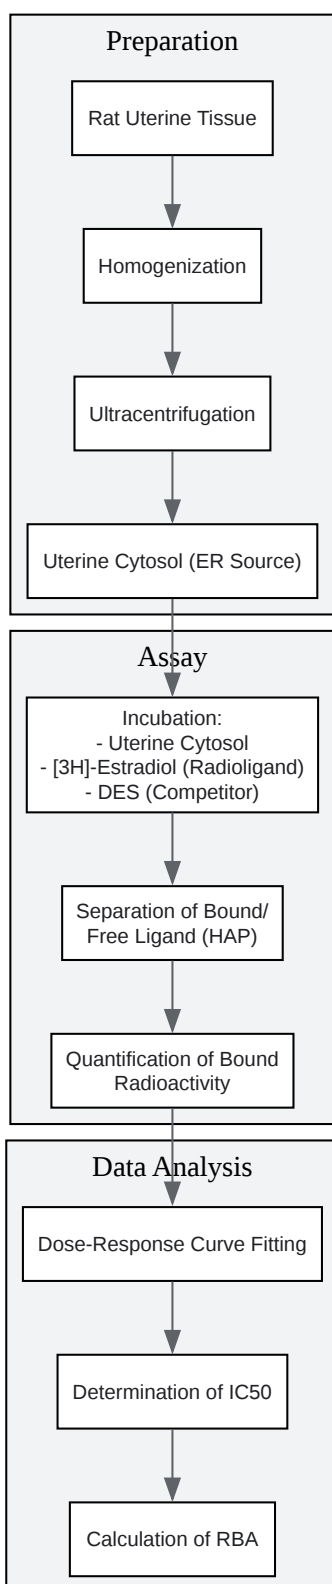 Preparation
Rat Uterine Tissue
Homogenization
Ultracentrifugation
Uterine Cytosol (ER Source)
Assay
Incubation:
- Uterine Cytosol
- [3H]-Estradiol (Radioligand)
- DES (Competitor)
Separation of Bound/
Free Ligand (HAP)
Quantification of Bound
Radioactivity
Data Analysis
Dose-Response Curve Fitting
Determination of IC50
Calculation of RBA